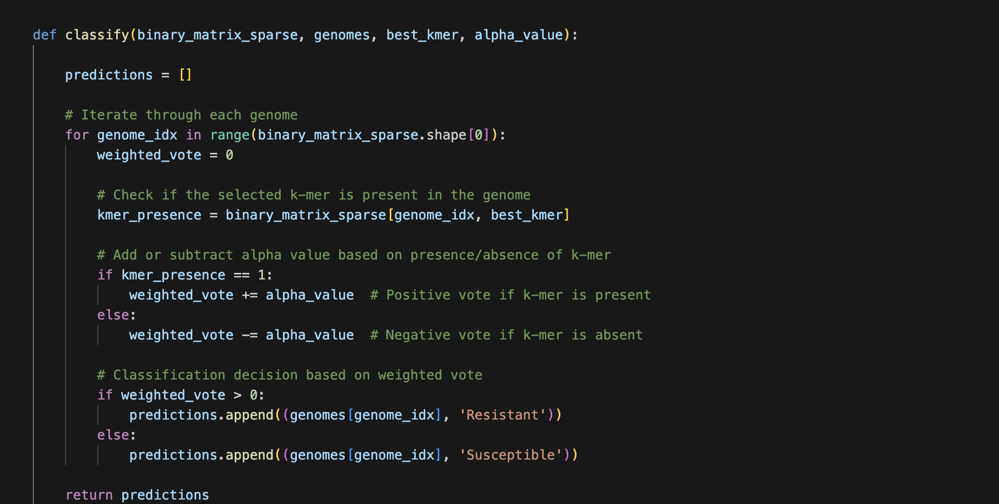 def classify(binary_matrix_sparse, genomes, best_kmer, alpha_value):
predictions = []
# Iterate through each genome
for genome_idx in range(binary_matrix_sparse.shape[0]):
weighted_vote = 0
# Check if the selected k-mer is present in the genome
kmer_presence = binary_matrix_sparse[genome_idx, best_kmer]
# Add or subtract alpha value based on presence/absence of k-mer
if kmer_presence == 1:
weighted_vote += alpha_value  # Positive vote if k-mer is present
else:
weighted_vote -= alpha_value  # Negative vote if k-mer is absent
# Classification decision based on weighted vote
if weighted_vote > 0:
predictions.append((genomes[genome_idx], 'Resistant'))
else:
predictions.append((genomes[genome_idx], 'Susceptible'))
return predictions